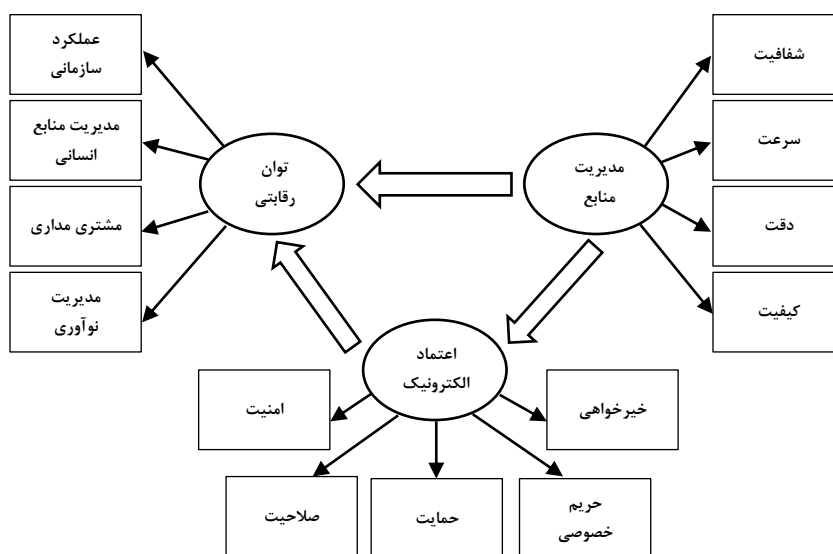 شفافیت
سرعت
دقت
کیفیت
مدیریت
منابع
توان
رقابتی
عملکرد
سازمانی
مدیریت منابع
انسانی
مشتری مداری
مدیریت
نوآوری
اعتماد
الکترونیک
خیرخواهی
امنیت
حریم
خصوصی
حمایت
صلاحیت